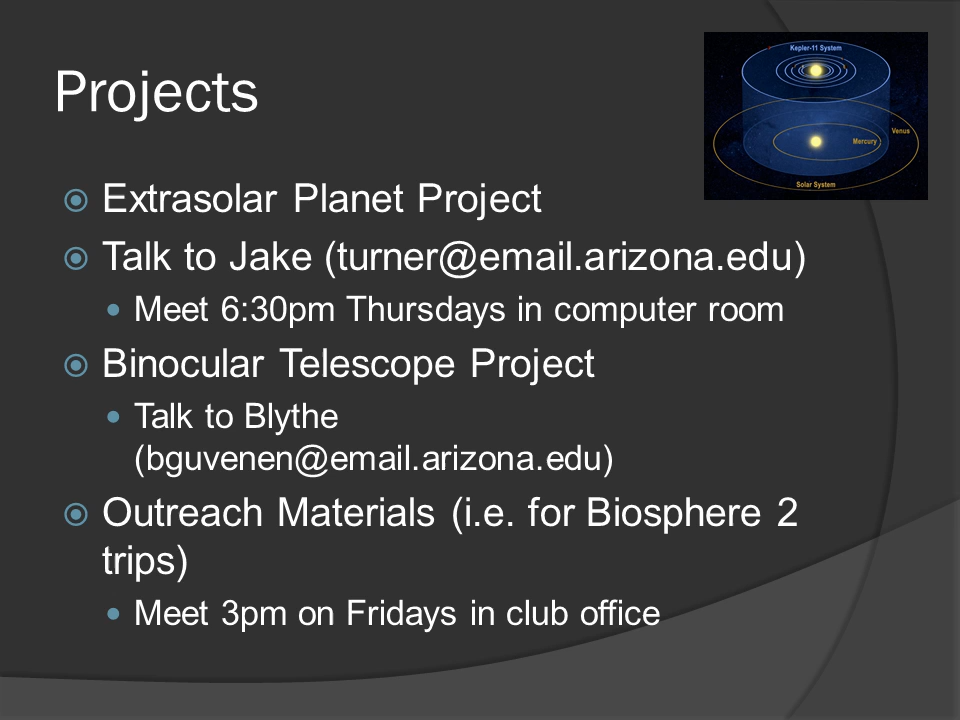 Projects
Kepler-11 System
Venus
Mercury
Solar System
Extrasolar Planet Project
Talk to Jake (turner@email.arizona.edu)
Meet 6:30pm Thursdays in computer room
Binocular Telescope Project
Talk to Blythe
(bguvenen@email.arizona.edu)
Outreach Materials (i.e. for Biosphere 2
trips)
Meet 3pm on Fridays in club office